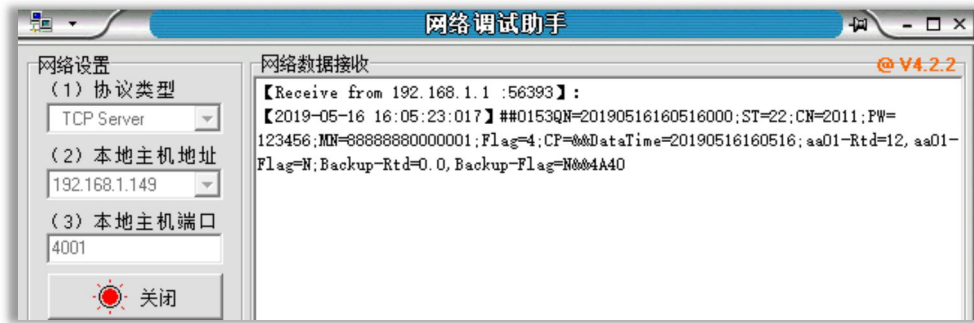 网络调试助手
网络设置
(1) 协议类型
TCP Server
(2) 本地主机地址
192.168.1.149
(3) 本地主机端口
4001
关闭
网络数据接收
@ V4.2.2
【Receive from 192.168.1.1 :56393】:
【2019-05-16 16:05:23:017】##0153QN=20190516160516000;ST=22;CN=2011;PW=
123456;MN=88888880000001;Flag=4;CP=&&DataTime=20190516160516;aa01-Rtd=12,aa01-
Flag=N;Backup-Rtd=0.0,Backup-Flag=N&&4A40